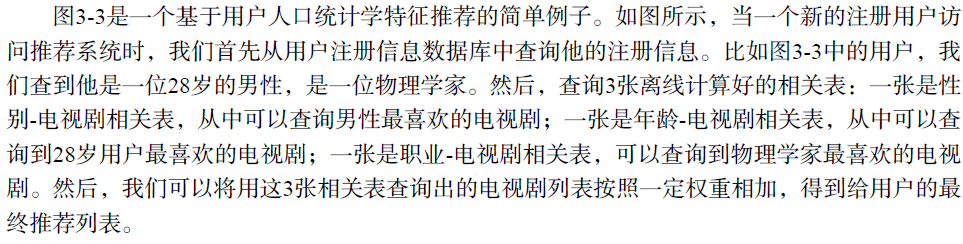 图3-3是一个基于用户人口统计学特征推荐的简单例子。如图所示，当一个新的注册用户访
问推荐系统时，我们首先从用户注册信息数据库中查询他的注册信息。比如图3-3中的用户，我
们查到他是一位28岁的男性，是一位物理学家。然后，查询3张离线计算好的相关表：一张是性
别-电视剧相关表，从中可以查询男性最喜欢的电视剧；一张是年龄-电视剧相关表，从中可以查
询到28岁用户最喜欢的电视剧；一张是职业-电视剧相关表，可以查询到物理学家最喜欢的电视
剧。然后，我们可以将用这3张相关表查询出的电视剧列表按照一定权重相加，得到给用户的最
终推荐列表。